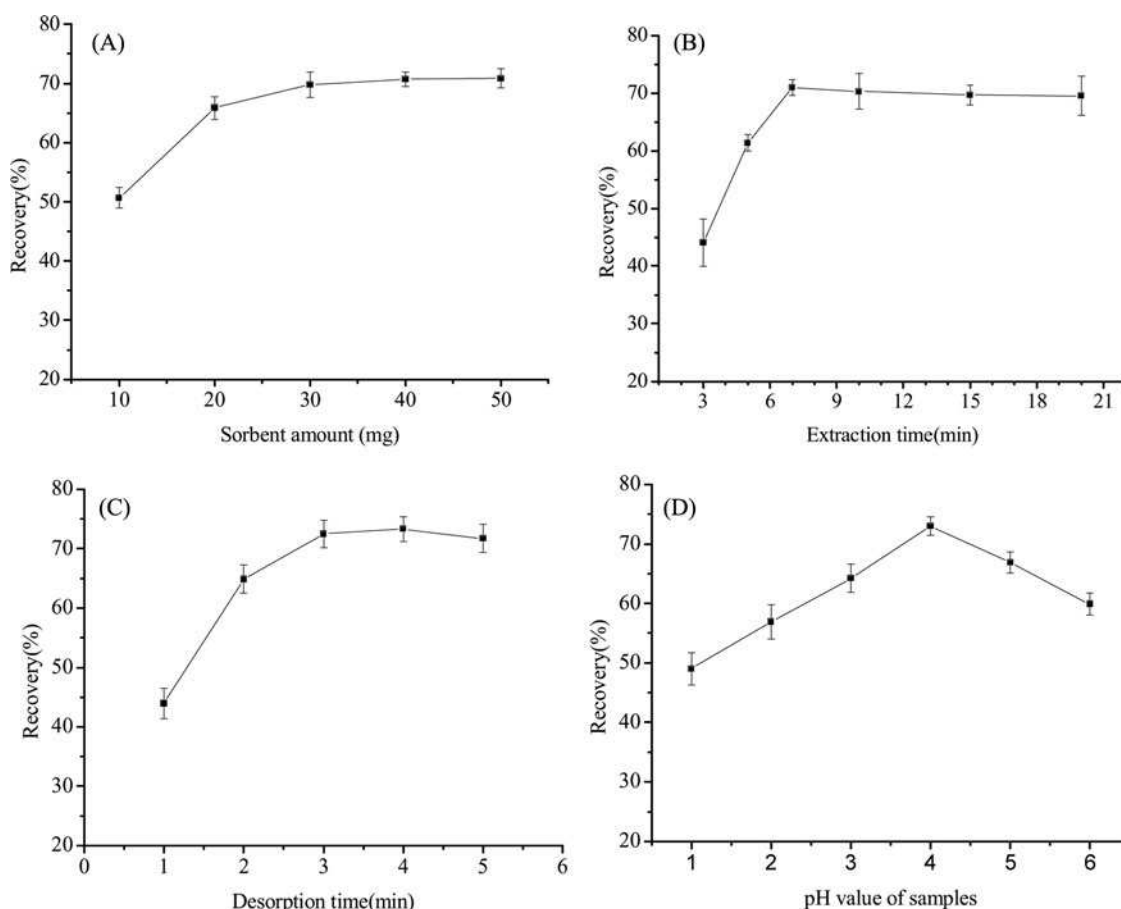 (A)
80
70
60
50
40
30
20
Recovery(%)
10 20 30 40 50
Sorbent amount (mg)
(B)
80
70
60
50
40
30
20
Recovery(%)
3 6 9 12 15 18 21
Extraction time(min)
(C)
80
70
60
50
40
30
20
Recovery(%)
0 1 2 3 4 5 6
Desorption time(min)
(D)
80
70
60
50
40
30
20
Recovery(%)
1 2 3 4 5 6
pH value of samples